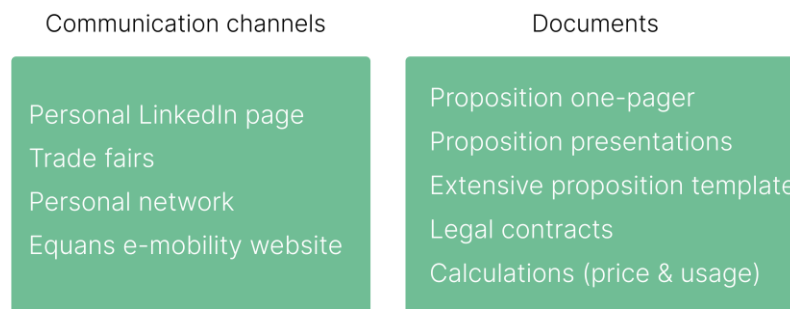 Communication channels
Personal LinkedIn page
Trade fairs
Personal network
Equans e-mobility website
Documents
Proposition one-pager
Proposition presentations
Extensive proposition template
Legal contracts
Calculations (price & usage)